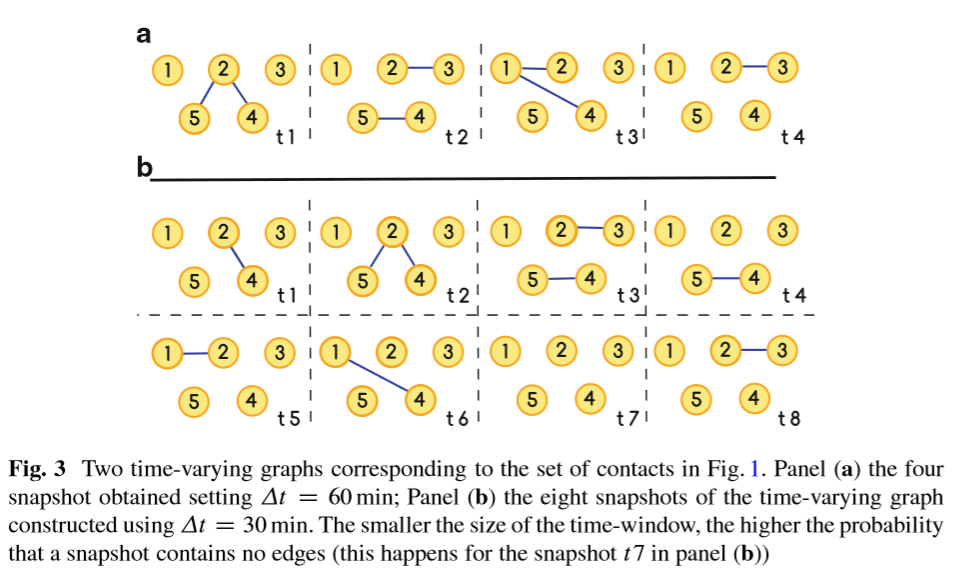 a
1 2 3 1 2 3 1 2 3 1 2 3
5 4 t1 5 4 t2 5 4 t3 5 4 t4
b
1 2 3 1 2 3 1 2 3 1 2 3
5 4 t1 5 4 t2 5 4 t3 5 4 t4
1 2 3 1 2 3 1 2 3 1 2 3
5 4 t5 5 4 t6 5 4 t7 5 4 t8
Fig. 3 Two time-varying graphs corresponding to the set of contacts in Fig. 1. Panel (a) the four
snapshot obtained setting Δt = 60 min; Panel (b) the eight snapshots of the time-varying graph
constructed using Δt = 30 min. The smaller the size of the time-window, the higher the probability
that a snapshot contains no edges (this happens for the snapshot t7 in panel (b))